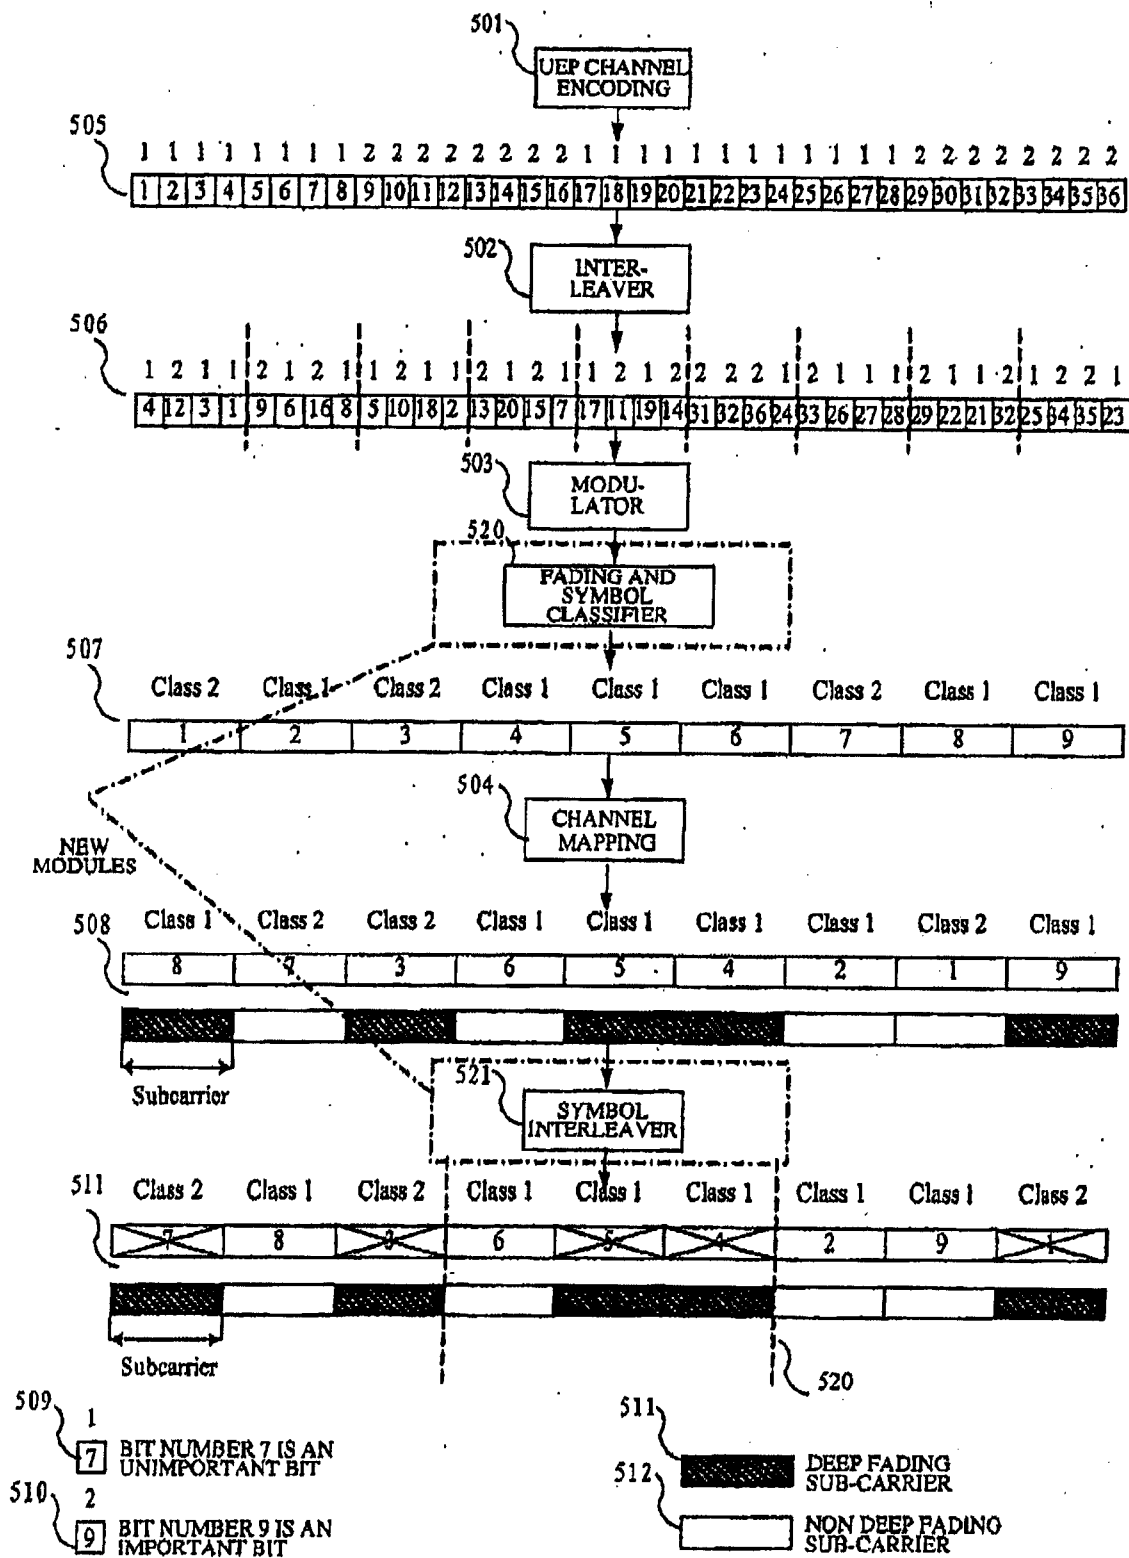 501
UEP CHANNEL
ENCODING
505
1 1 1 1 1 1 1 1 2 2 2 2 2 2 2 2 1 1 1 1 1 1 1 1 1 1 1 1 2 2 2 2 2 2 2 2
1 2 3 4 5 6 7 8 9 10 11 12 13 14 15 16 17 18 19 20 21 22 23 24 25 26 27 28 29 30 31 32 33 34 35 36
502
INTER-
LEAVER
506
1 2 1 1 2 1 2 1 1 2 1 1 2 1 2 1 1 2 1 2 2 2 2 1 2 1 1 1 2 1 1 2 1 2 2 1
4 12 3 1 9 6 16 8 5 10 18 2 13 20 15 7 17 11 19 14 31 32 36 24 33 26 27 28 29 22 21 32 25 34 35 23
503
MODU-
LATOR
520
FADING AND
SYMBOL
CLASSIFIER
507
Class 2 Class 1 Class 2 Class 1 Class 1 Class 1 Class 2 Class 1 Class 1
1 2 3 4 5 6 7 8 9
504
CHANNEL
MAPPING
NEW
MODULES
508
Class 1 Class 2 Class 2 Class 1 Class 1 Class 1 Class 1 Class 2 Class 1
8 7 3 6 5 4 2 1 9
Subcarrier
521
SYMBOL
INTERLEAVER
511
Class 2 Class 1 Class 2 Class 1 Class 1 Class 1 Class 1 Class 1 Class 2
7 8 3 6 5 4 2 9 1
Subcarrier
520
509
1
7 BIT NUMBER 7 IS AN
UNIMPORTANT BIT
510
2
9 BIT NUMBER 9 IS AN
IMPORTANT BIT
511
DEEP FADING
SUB-CARRIER
512
NON DEEP FADING
SUB-CARRIER